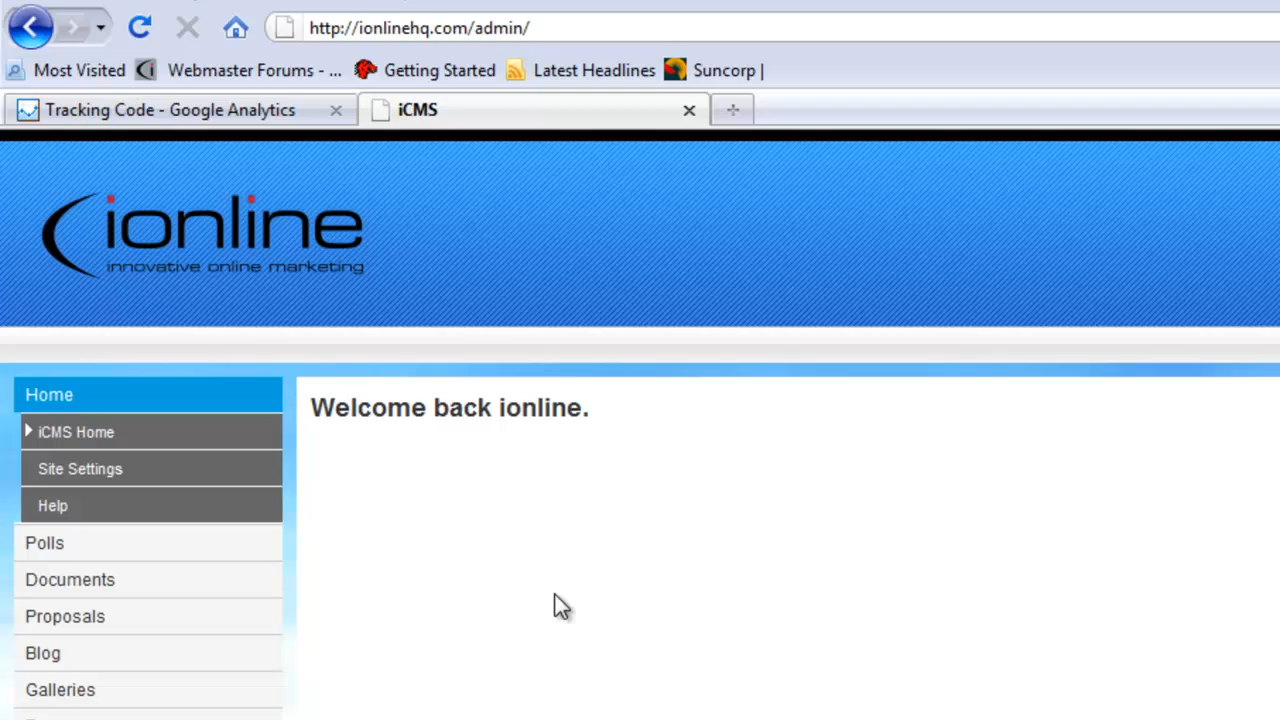 http://ionlinehq.com/admin/
Most Visited Webmaster Forums - ... Getting Started Latest Headlines Suncorp |
Tracking Code - Google Analytics iCMS
ionline
innovative online marketing
Home
Welcome back ionline.
iCMS Home
Site Settings
Help
Polls
Documents
Proposals
Blog
Galleries